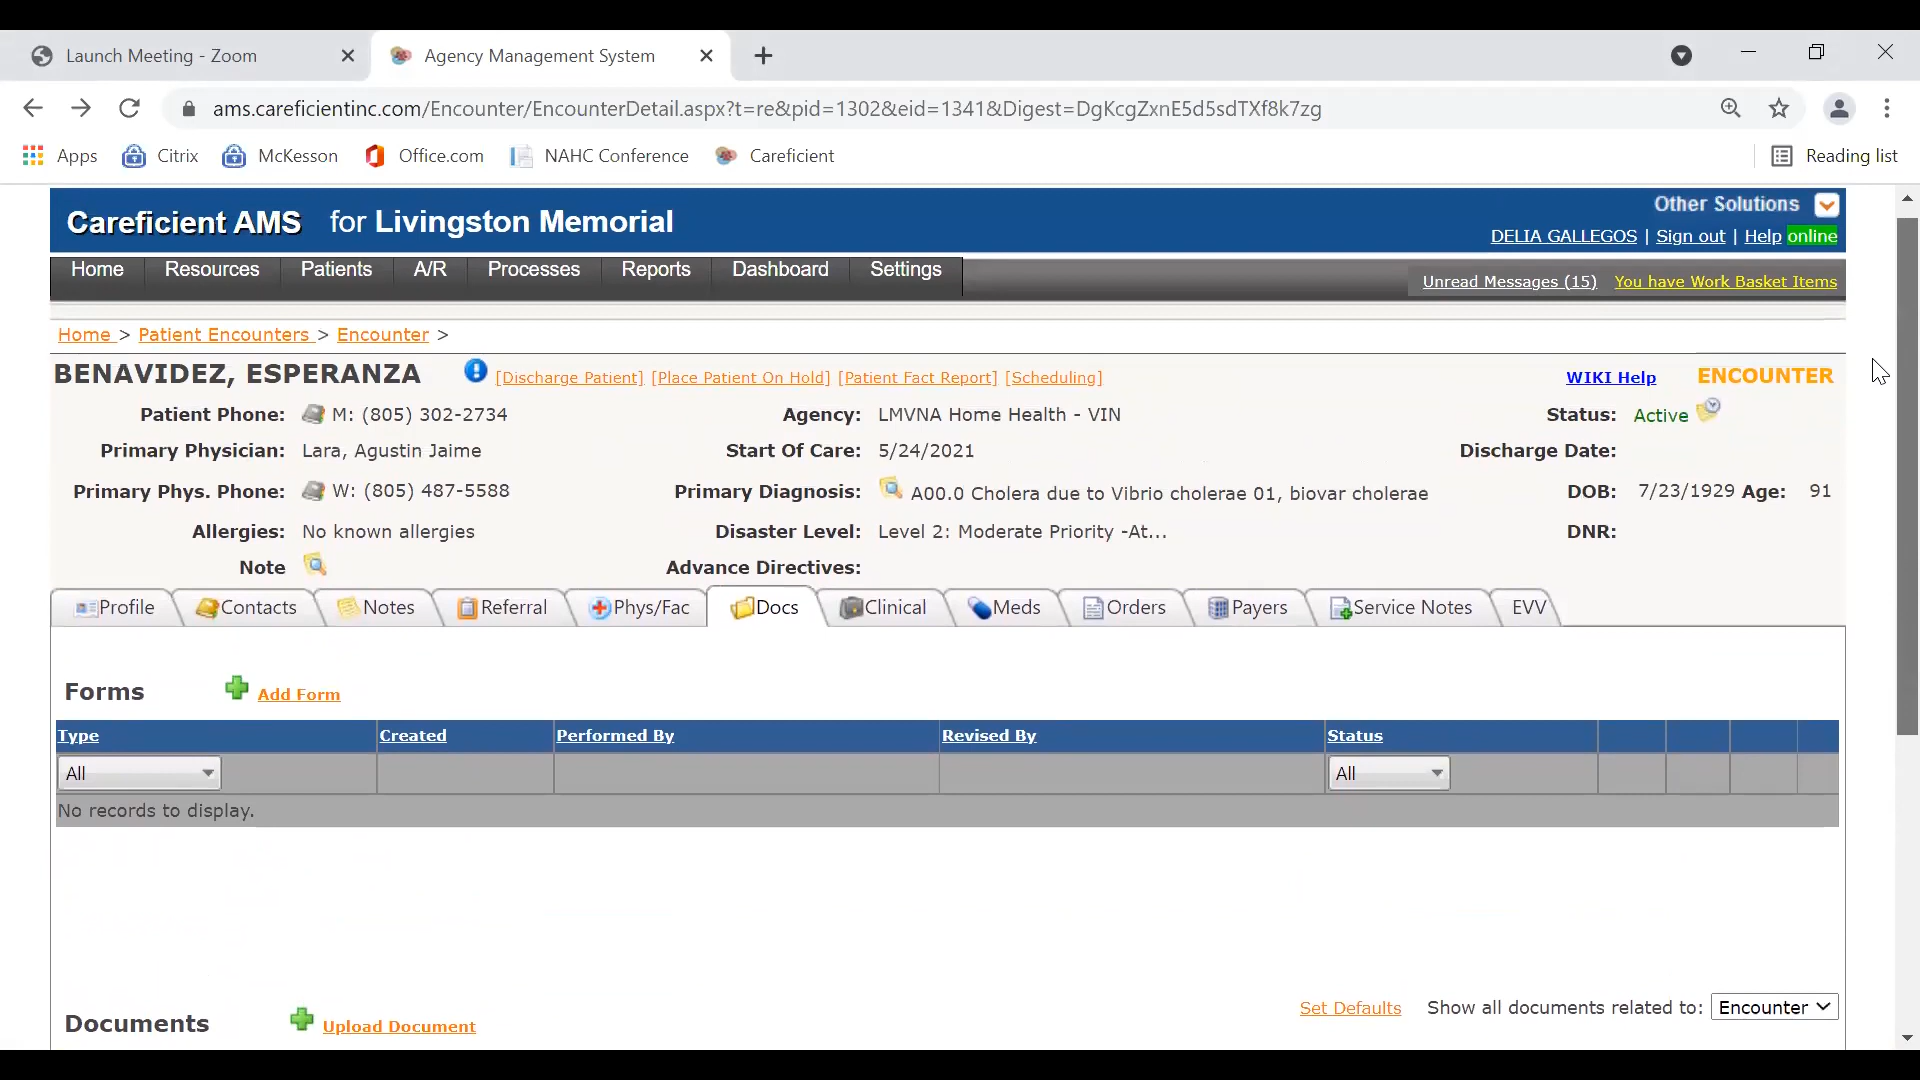 Launch Meeting - Zoom
Agency Management System
ams.careficientinc.com/Encounter/EncounterDetail.aspx?t=re&pid=1302&eid=1341&Digest=DgKcgZxnE5d5sdTXf8k7zg
Apps Citrix McKesson Office.com NAHC Conference Careficient Reading list
Careficient AMS for Livingston Memorial
Other Solutions
DELIA GALLEGOS | Sign out | Help online
Home Resources Patients A/R Processes Reports Dashboard Settings
Unread Messages (15) You have Work Basket Items
Home > Patient Encounters > Encounter >
BENAVIDEZ, ESPERANZA [Discharge Patient] [Place Patient On Hold] [Patient Fact Report] [Scheduling] WIKI Help ENCOUNTER
Patient Phone: M: (805) 302-2734 Agency: LMVNA Home Health - VIN Status: Active
Primary Physician: Lara, Agustin Jaime Start Of Care: 5/24/2021 Discharge Date:
Primary Phys. Phone: W: (805) 487-5588 Primary Diagnosis: A00.0 Cholera due to Vibrio cholerae 01, biovar cholerae DOB: 7/23/1929 Age: 91
Allergies: No known allergies Disaster Level: Level 2: Moderate Priority -At... DNR:
Note Advance Directives:
Profile Contacts Notes Referral Phys/Fac Docs Clinical Meds Orders Payers Service Notes EVV
Forms Add Form
Type Created Performed By Revised By Status
All All
No records to display.
Set Defaults Show all documents related to: Encounter
Documents Upload Document